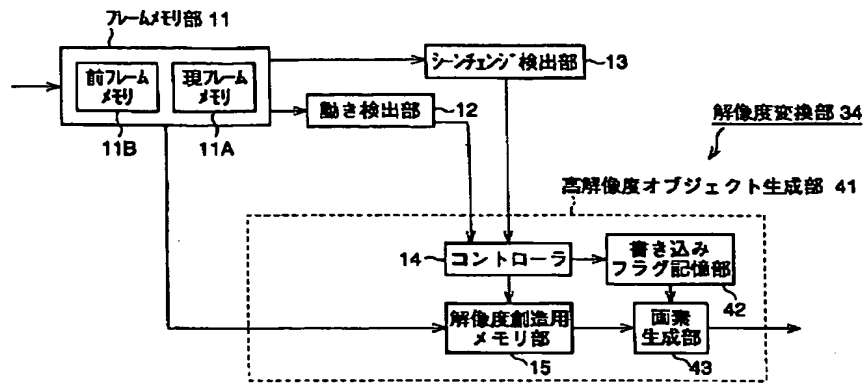 フレームメモリ部 11
シーンチェンジ 検出部
13
前フレーム
メモリ
現フレーム
メモリ
動き検出部
12
11B
11A
解像度変換部 34
高解像度オブジェクト生成部 41
14
コントローラ
書き込み
フラグ記憶部
42
解像度創造用
メモリ部
15
画素
生成部
43